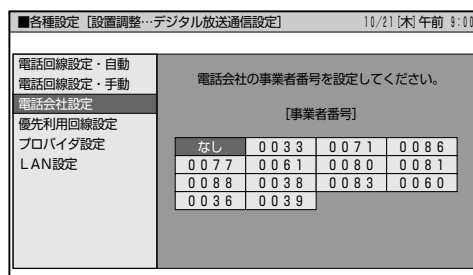 ■各種設定［設置調整…デジタル放送通信設定］ 10/21[木]午前 9:00
電話回線設定・自動
電話回線設定・手動
電話会社設定
優先利用回線設定
プロバイダ設定
ＬＡＮ設定
電話会社の事業者番号を設定してください。
［事業者番号］
なし ００３３ ００７１ ００８６
００７７ ００６１ ００８０ ００８１
００８８ ００３８ ００８３ ００６０
００３６ ００３９